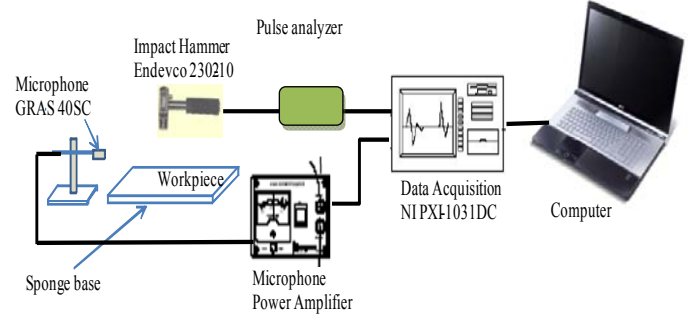 Pulse analyzer
Impact Hammer
Endevco 230210
Microphone
GRAS 40SC
Workpiece
Data Acquisition
NI PXI-1031DC
Computer
Sponge base
Microphone
Power Amplifier